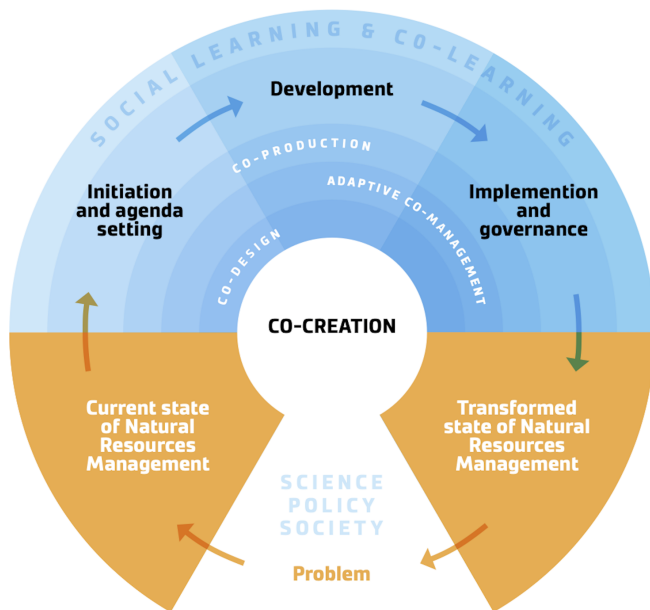 SOCIAL LEARNING & CO-LEARNING
Development
CO-PRODUCTION
ADAPTIVE CO-MANAGEMENT
Initiation
and agenda
setting
Implemention
and
governance
CO-DESIGN
CO-CREATION
Current state
of Natural
Resources
Management
Transformed
state of Natural
Resources
Management
SCIENCE
POLICY
SOCIETY
Problem